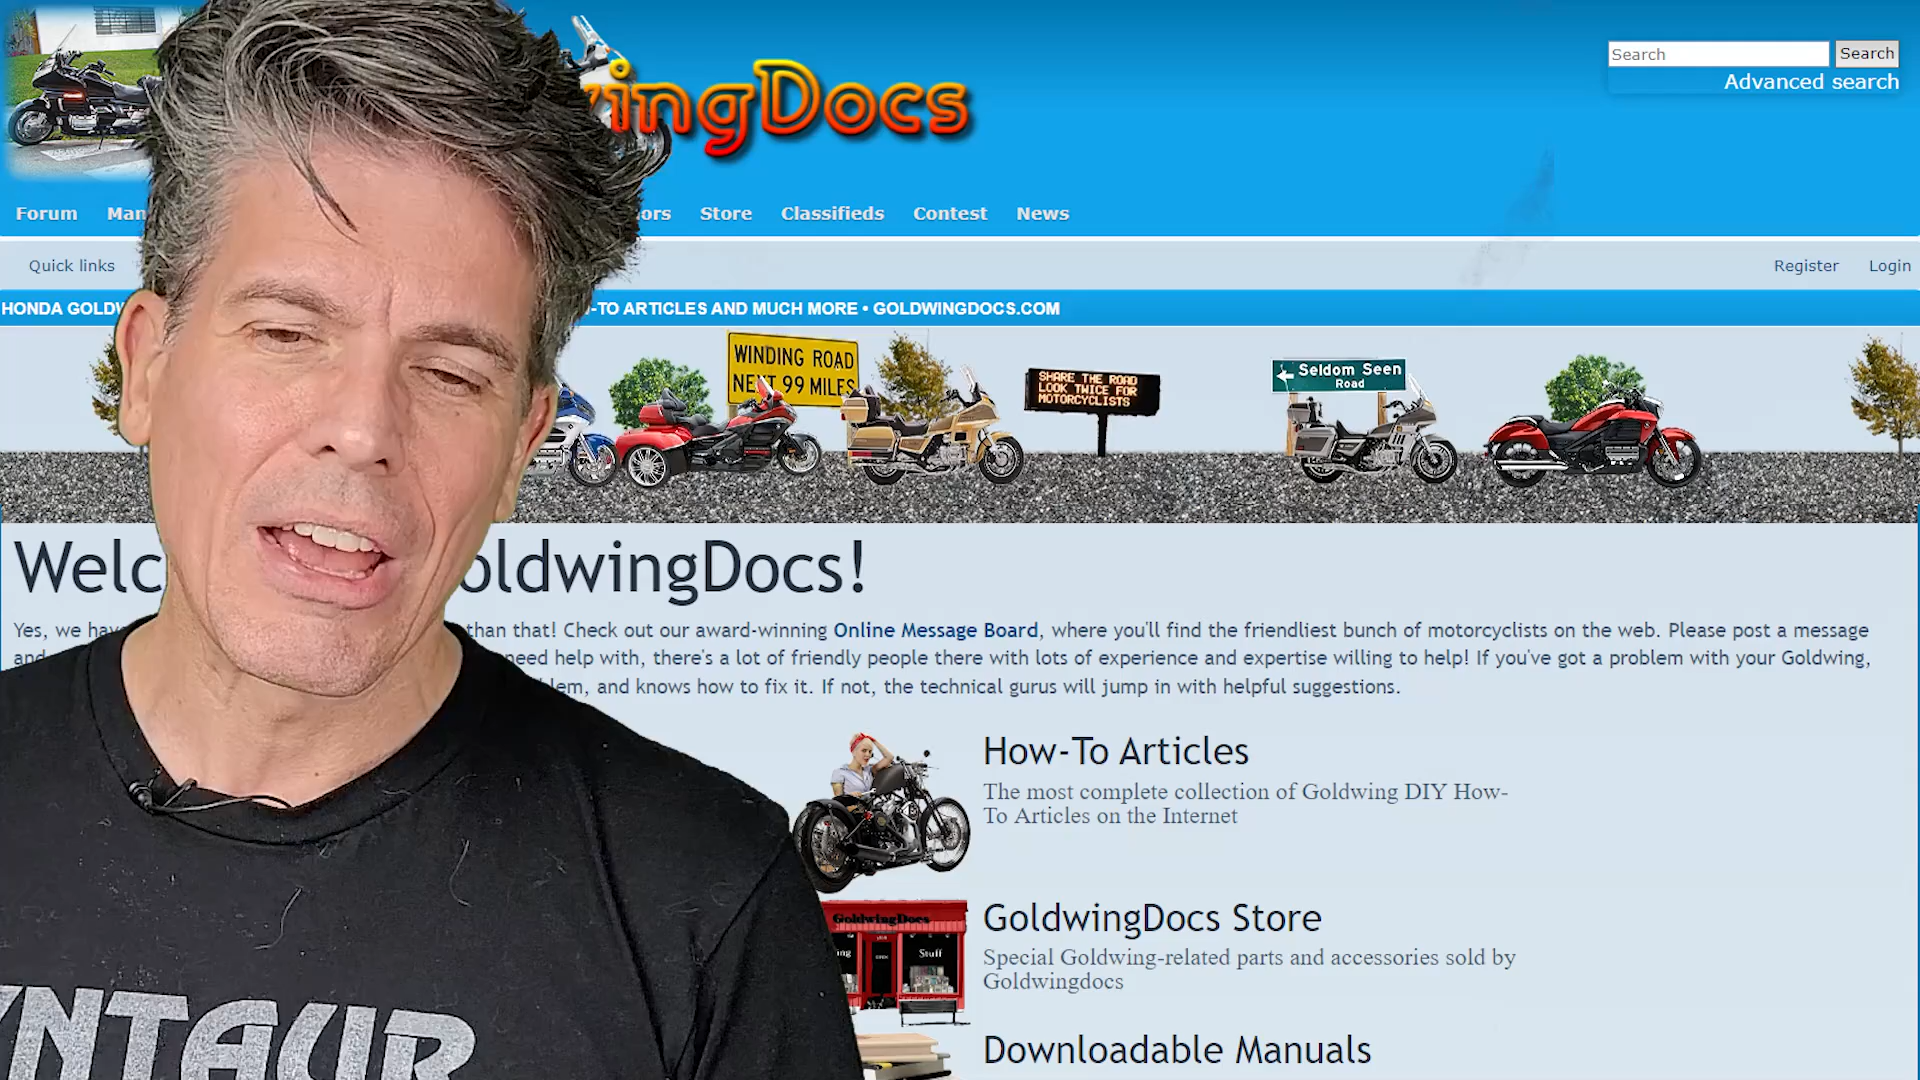 wingDocs
Search Search
Advanced search
Forum Man ors Store Classifieds Contest News
Quick links Register Login
HONDA GOLDW -TO ARTICLES AND MUCH MORE • GOLDWINGDOCS.COM
WINDING ROAD
NEXT 99 MILES
SHARE THE ROAD
LOOK TWICE FOR
MOTORCYCLISTS
Seldom Seen
Road
Welc oldwingDocs!
Yes, we have than that! Check out our award-winning Online Message Board, where you'll find the friendliest bunch of motorcyclists on the web. Please post a message
and need help with, there's a lot of friendly people there with lots of experience and expertise willing to help! If you've got a problem with your Goldwing,
lem, and knows how to fix it. If not, the technical gurus will jump in with helpful suggestions.
How-To Articles
The most complete collection of Goldwing DIY How-
To Articles on the Internet
GoldwingDocs
ing Stuff
GoldwingDocs Store
Special Goldwing-related parts and accessories sold by
Goldwingdocs
Downloadable Manuals
YNTAUR